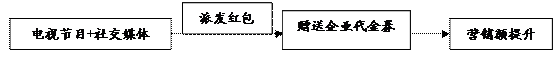 电视节目+社交媒体
派发红包
赠送企业代金券
营销额提升